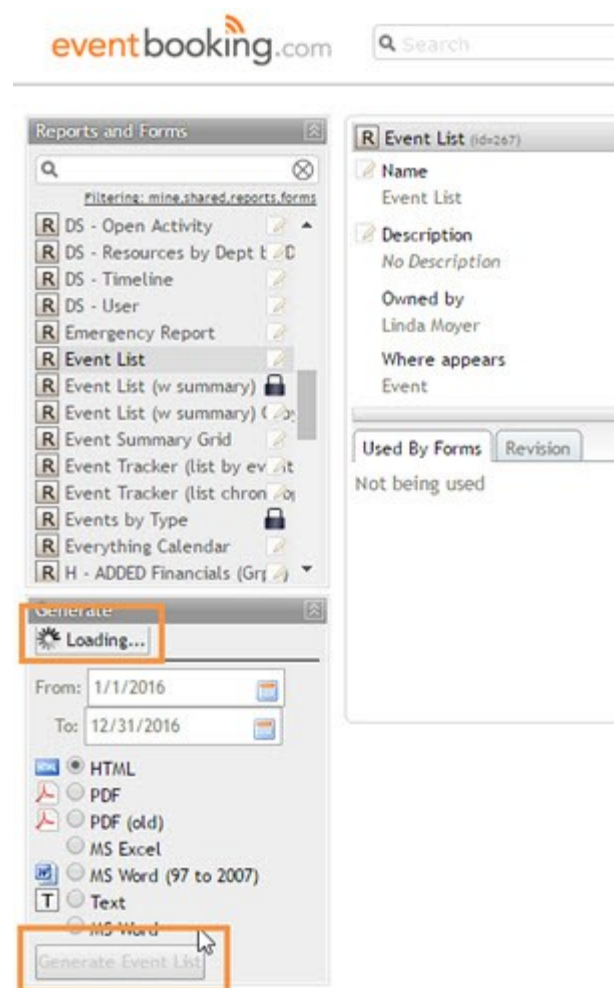 eventbooking.com
Search
Reports and Forms
Filtering: mine,shared,reports,forms
R DS - Open Activity
R DS - Resources by Dept
R DS - Timeline
R DS - User
R Emergency Report
R Event List
R Event List (w summary)
R Event List (w summary)
R Event Summary Grid
R Event Tracker (list by
R Event Tracker (list
R Events by Type
R Everything Calendar
R H - ADDED Financials
Generate
Loading...
From: 1/1/2016
To: 12/31/2016
HTML
PDF
PDF (old)
MS Excel
MS Word (97 to 2007)
T Text
MS Word
Generate Event List
R Event List (id=267)
Name
Event List
Description
No Description
Owned by
Linda Moyer
Where appears
Event
Used By Forms Revision
Not being used